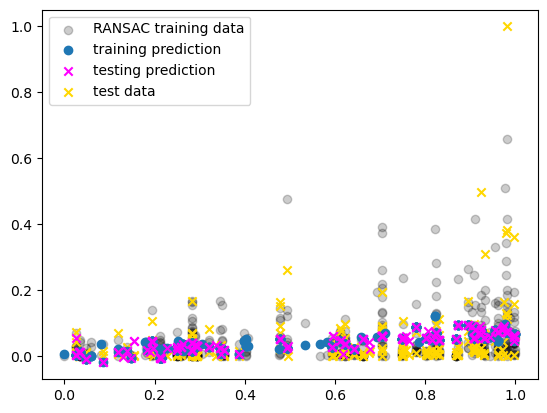 RANSAC training data
training prediction
testing prediction
test data
1.0
0.8
0.6
0.4
0.2
0.0
0.0 0.2 0.4 0.6 0.8 1.0